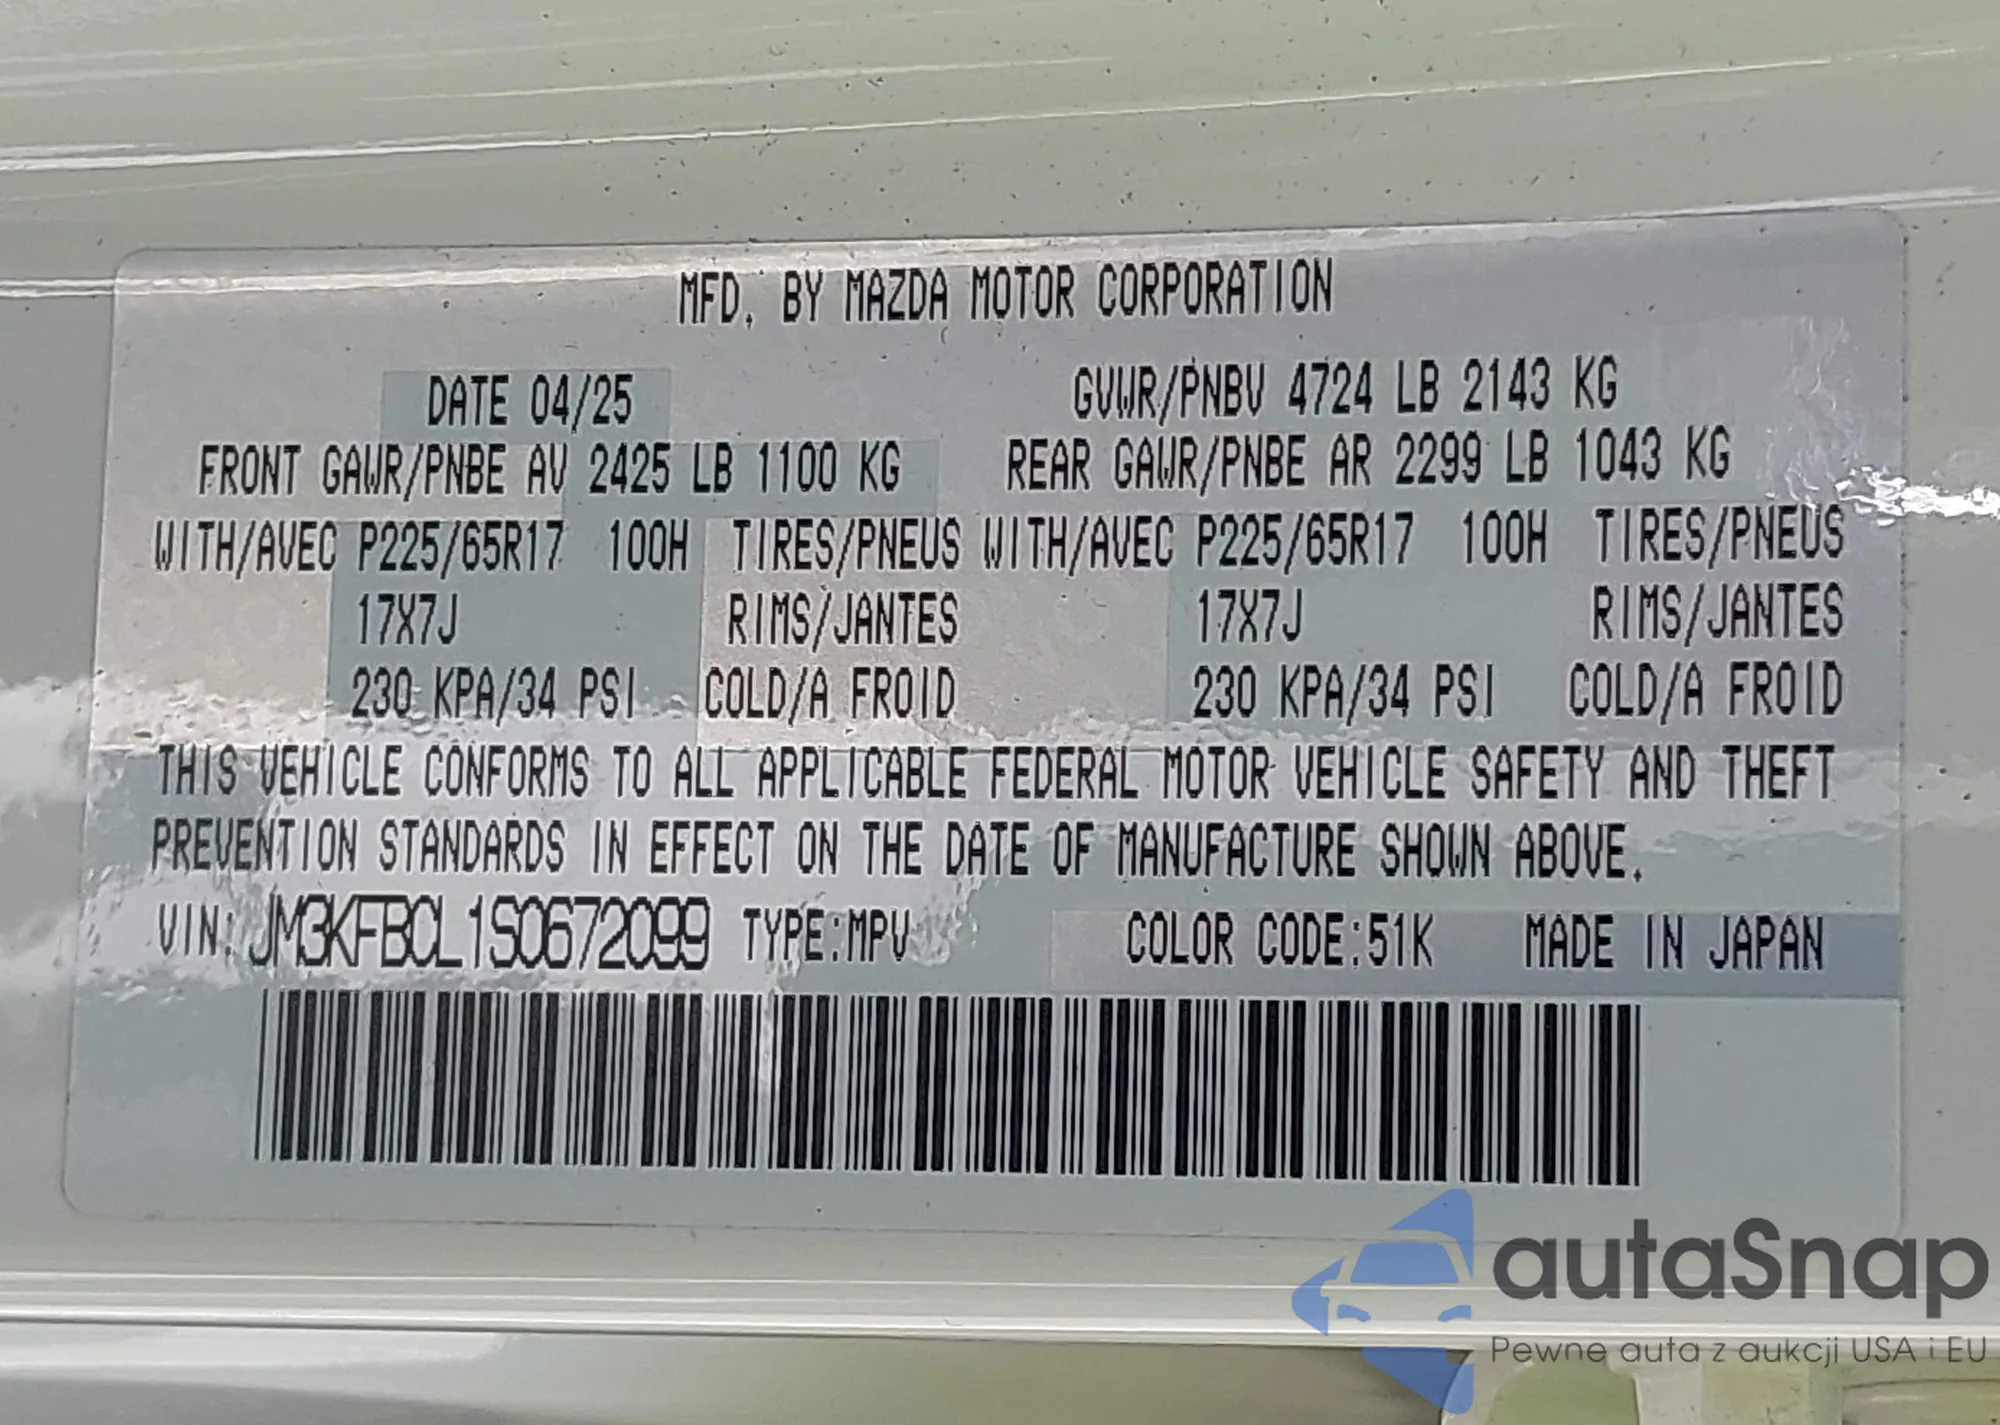 MFD. BY MAZDA MOTOR CORPORATION
DATE 04/25 GVWR/PNBV 4724 LB 2143 KG
FRONT GAWR/PNBE AV 2425 LB 1100 KG REAR GAWR/PNBE AR 2299 LB 1043 KG
WITH/AVEC P225/65R17 100H TIRES/PNEUS WITH/AVEC P225/65R17 100H TIRES/PNEUS
17X7J RIMS/JANTES 17X7J RIMS/JANTES
230 KPA/34 PSI COLD/A FROID 230 KPA/34 PSI COLD/A FROID
THIS VEHICLE CONFORMS TO ALL APPLICABLE FEDERAL MOTOR VEHICLE SAFETY AND THEFT
PREVENTION STANDARDS IN EFFECT ON THE DATE OF MANUFACTURE SHOWN ABOVE.
VIN: JM3KFBCL1S0672099 TYPE:MPV COLOR CODE:51K MADE IN JAPAN
autaSnap
Pewne auta z aukcji USA i EU